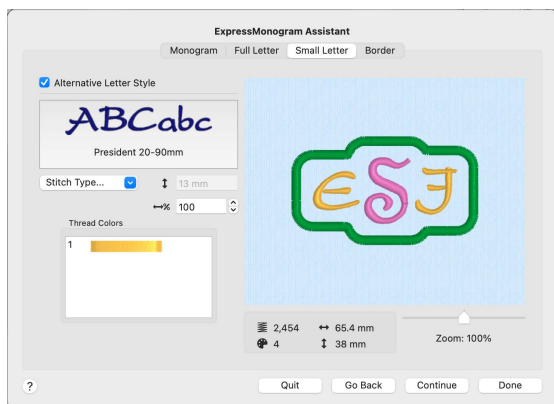 ExpressMonogram Assistant
Monogram Full Letter Small Letter Border
Alternative Letter Style
ABCabc
President 20-90mm
Stitch Type... 13 mm
% 100
Thread Colors
1
ESJ
2,454 65.4 mm
4 38 mm
Zoom: 100%
? Quit Go Back Continue Done